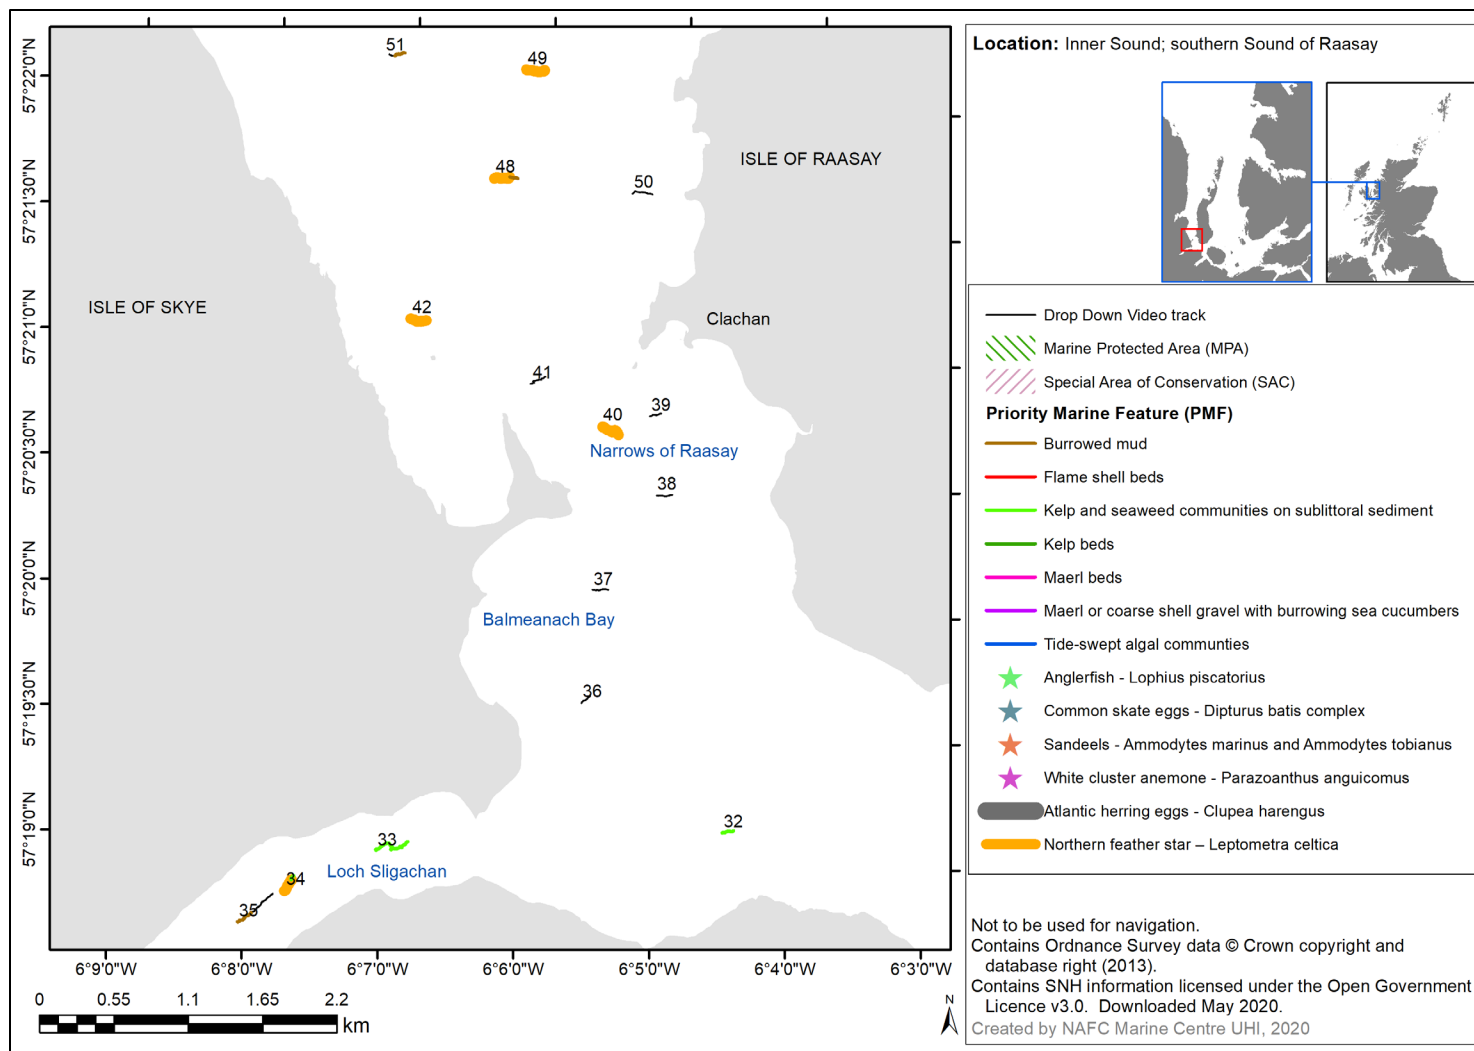 Location: Inner Sound; southern Sound of Raasay
51
49
57°22'0"N
ISLE OF RAASAY
48
50
57°21'30"N
ISLE OF SKYE
42
57°21'0"N
Clachan
41
39
40
57°20'30"N
Narrows of Raasay
38
37
57°20'0"N
Balmeanach Bay
36
57°19'30"N
32
57°19'0"N
33
Loch Sligachan
34
35
6°9'0"W 6°8'0"W 6°7'0"W 6°6'0"W 6°5'0"W 6°4'0"W 6°3'0"W
0 0.55 1.1 1.65 2.2
km
N
Drop Down Video track
Marine Protected Area (MPA)
Special Area of Conservation (SAC)
Priority Marine Feature (PMF)
Burrowed mud
Flame shell beds
Kelp and seaweed communities on sublittoral sediment
Kelp beds
Maerl beds
Maerl or coarse shell gravel with burrowing sea cucumbers
Tide-swept algal communties
Anglerfish - Lophius piscatorius
Common skate eggs - Dipturus batis complex
Sandeels - Ammodytes marinus and Ammodytes tobianus
White cluster anemone - Parazoanthus anguicomus
Atlantic herring eggs - Clupea harengus
Northern feather star – Leptometra celtica
Not to be used for navigation.
Contains Ordnance Survey data © Crown copyright and
database right (2013).
Contains SNH information licensed under the Open Government
Licence v3.0. Downloaded May 2020.
Created by NAFC Marine Centre UHI, 2020